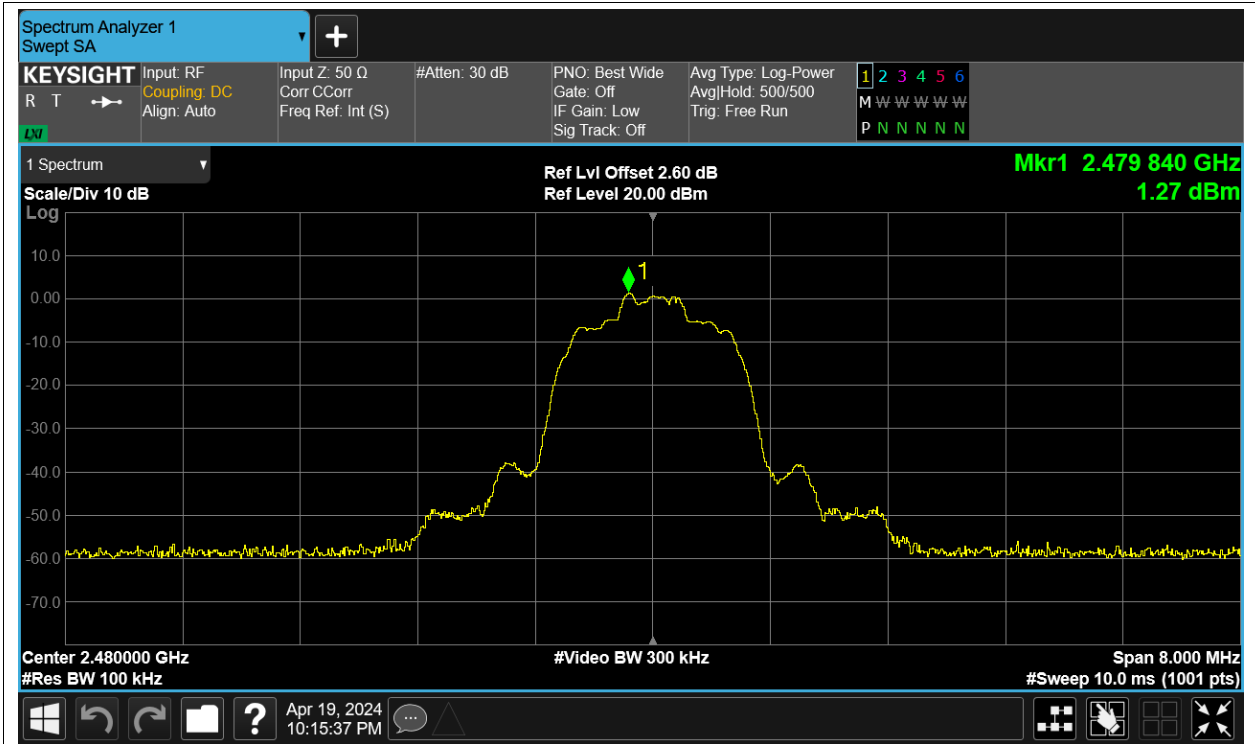 Spectrum Analyzer 1
Swept SA
+
KEYSIGHT
R T
LXI
Input: RF
Coupling: DC
Align: Auto
Input Z: 50 Ω
Corr CCorr
Freq Ref: Int (S)
#Atten: 30 dB
PNO: Best Wide
Gate: Off
IF Gain: Low
Sig Track: Off
Avg Type: Log-Power
Avg|Hold: 500/500
Trig: Free Run
1 2 3 4 5 6
M W W W W W
P N N N N N
1 Spectrum
Scale/Div 10 dB
Ref Lvl Offset 2.60 dB
Ref Level 20.00 dBm
Mkr1 2.479 840 GHz
1.27 dBm
Log
10.0
0.00
-10.0
-20.0
-30.0
-40.0
-50.0
-60.0
-70.0
1
Center 2.480000 GHz
#Res BW 100 kHz
#Video BW 300 kHz
Span 8.000 MHz
#Sweep 10.0 ms (1001 pts)
?
Apr 19, 2024
10:15:37 PM